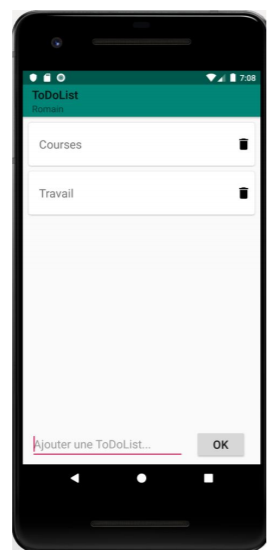 7:08
ToDoList
Romain
Courses
Travail
Ajouter une ToDoList...
OK